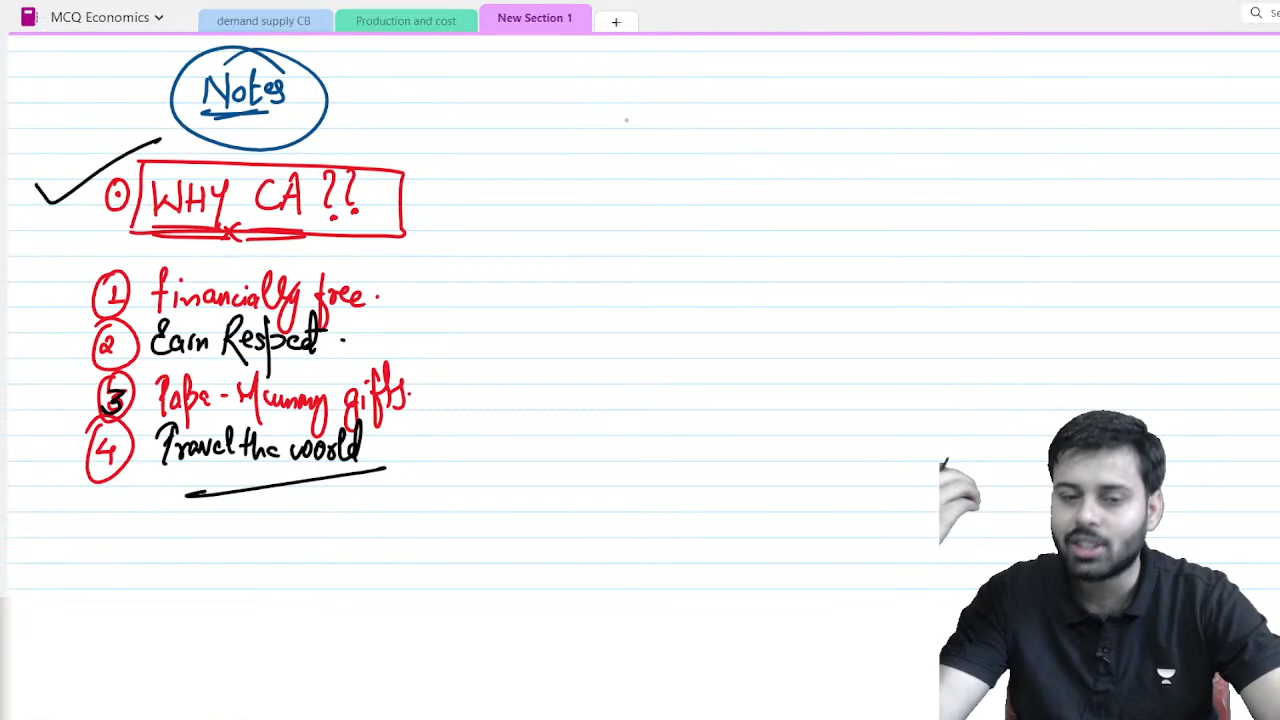 MCQ Economics
demand supply CB
Production and cost
New Section 1
+
Se
Notes
WHY CA ??
1 financially free.
2 Earn Respect.
3 Papa - Mummy gifts.
4 Travel the world